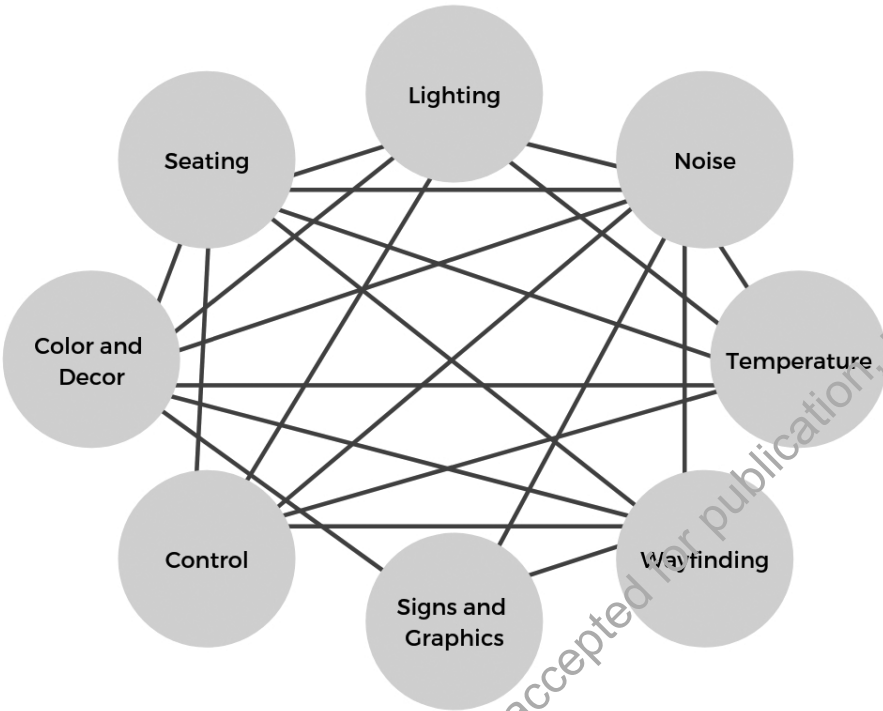 Lighting
Seating
Noise
Color and
Decor
Temperature
Control
Wayfinding
Signs and
Graphics
accepted for publication,